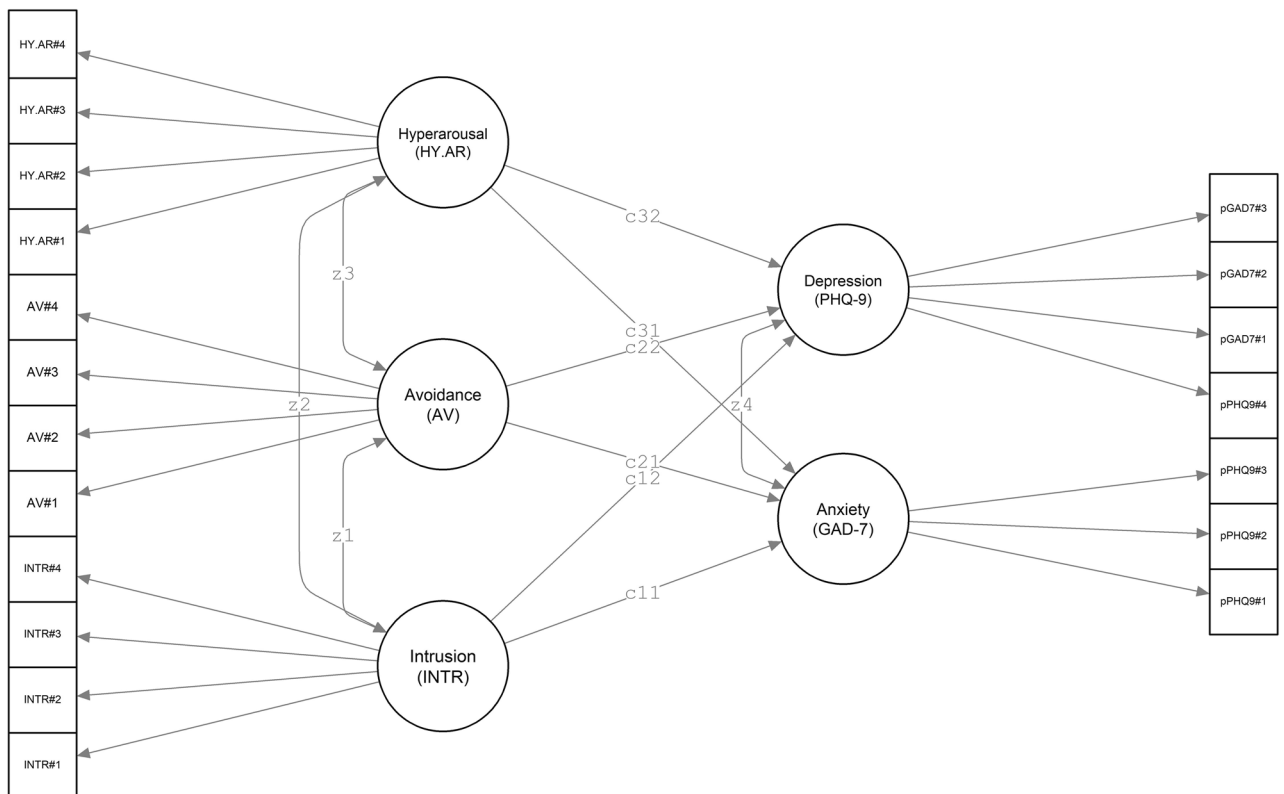 HY.AR#4
HY.AR#3
HY.AR#2
HY.AR#1
AV#4
AV#3
AV#2
AV#1
INTR#4
INTR#3
INTR#2
INTR#1
Hyperarousal
(HY.AR)
Avoidance
(AV)
Intrusion
(INTR)
z3
z2
z1
c32
c31
c22
c21
c12
c11
z4
Depression
(PHQ-9)
Anxiety
(GAD-7)
pGAD7#3
pGAD7#2
pGAD7#1
pPHQ9#4
pPHQ9#3
pPHQ9#2
pPHQ9#1